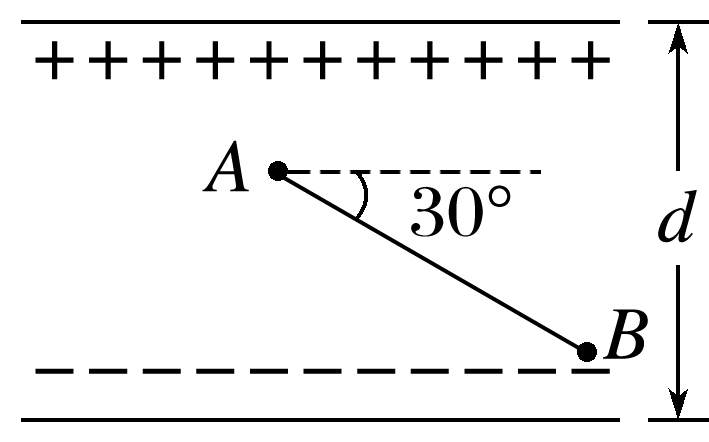 + + + + + + + + + + +
A
30°
d
B
− − − − − − − − − − −